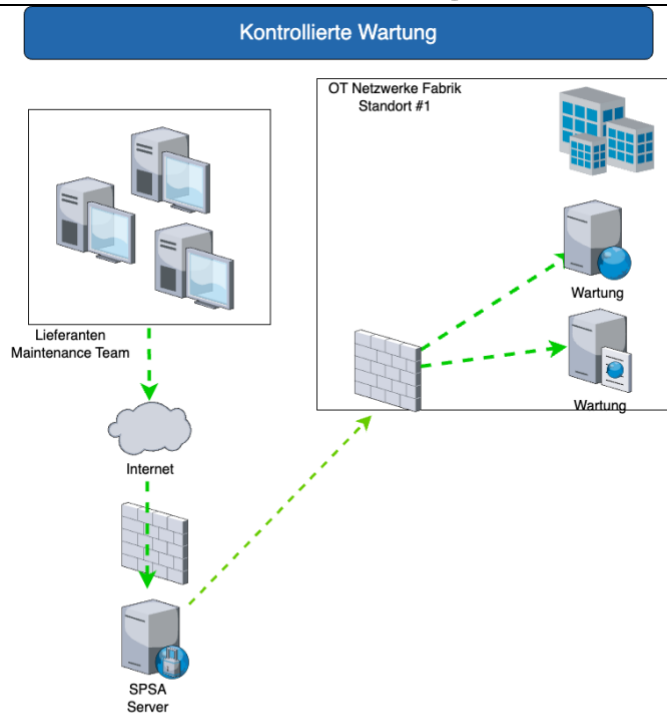 Kontrollierte Wartung
OT Netzwerke Fabrik
Standort #1
Wartung
Lieferanten
Maintenance Team
Wartung
Internet
SPSA
Server